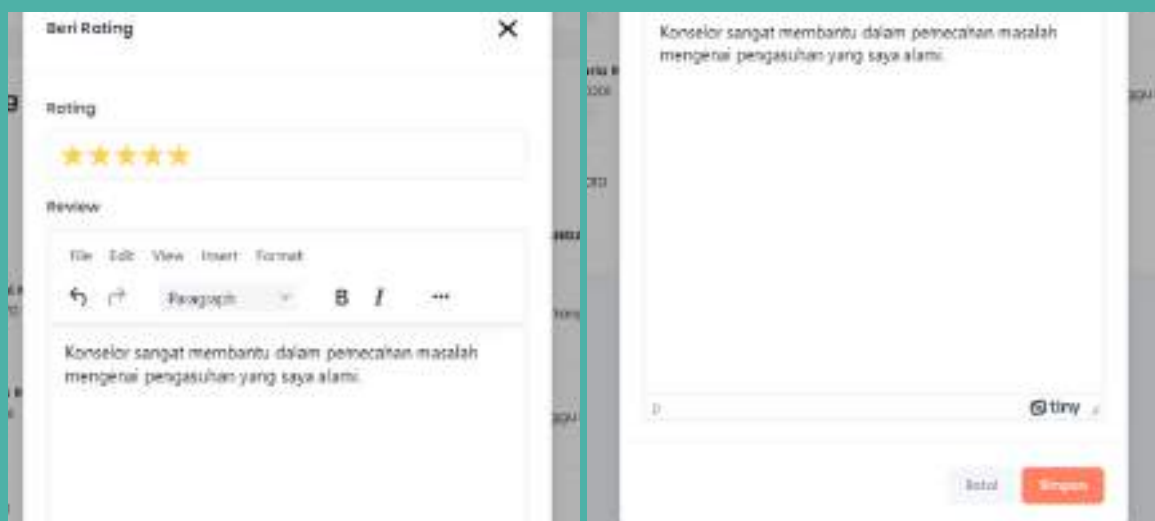 Beri Rating
Rating
Review
File Edit View Insert Format
Paragraph B I ...
Konselor sangat membantu dalam pemecahan masalah
mengenai pengasuhan yang saya alami.
Konselor sangat membantu dalam pemecahan masalah
mengenai pengasuhan yang saya alami.
p
tiny
Batal Simpan